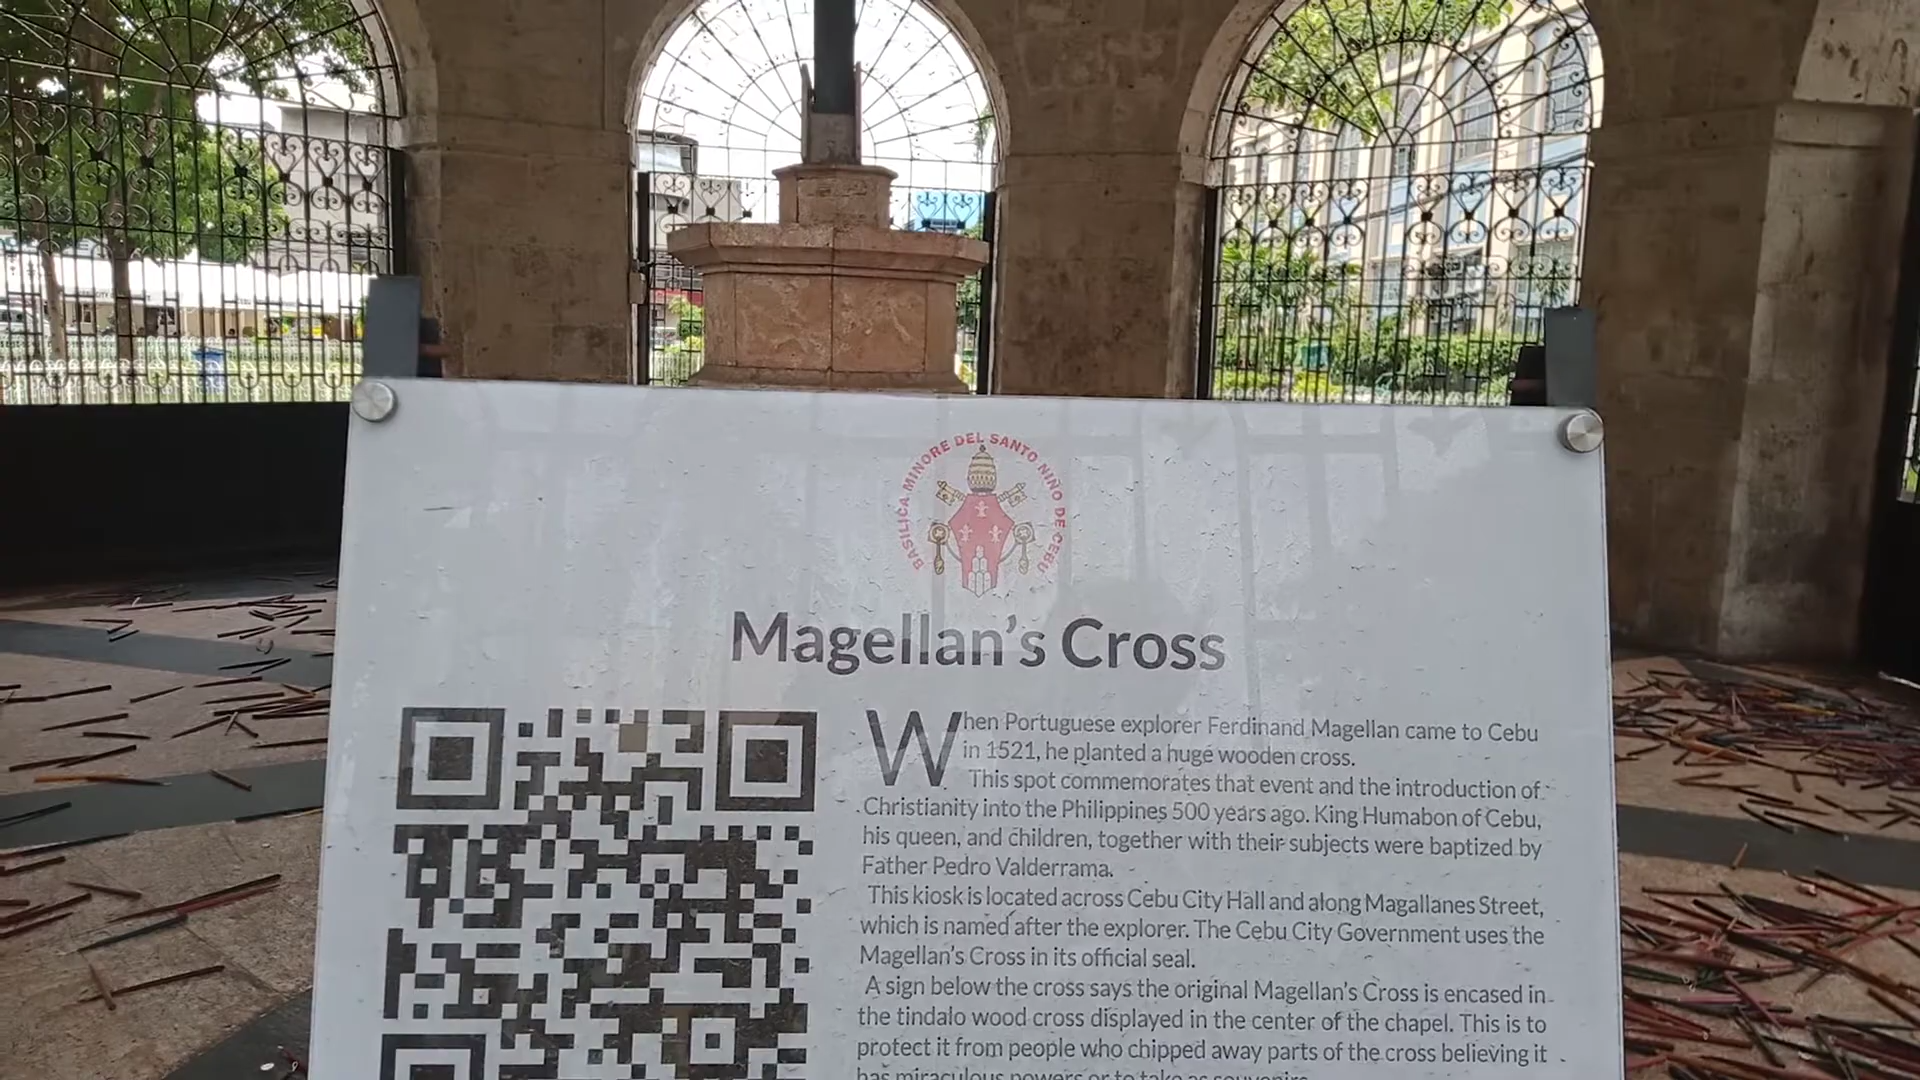 BASILICA MINORE DEL SANTO NIÑO DE CEBU
Magellan's Cross
When Portuguese explorer Ferdinand Magellan came to Cebu
in 1521, he planted a huge wooden cross.
This spot commemorates that event and the introduction of
Christianity into the Philippines 500 years ago. King Humabon of Cebu,
his queen, and children, together with their subjects were baptized by
Father Pedro Valderrama.
This kiosk is located across Cebu City Hall and along Magallanes Street,
which is named after the explorer. The Cebu City Government uses the
Magellan's Cross in its official seal.
A sign below the cross says the original Magellan's Cross is encased in
the tindalo wood cross displayed in the center of the chapel. This is to
protect it from people who chipped away parts of the cross believing it
has miraculous powers or to take as souvenirs.